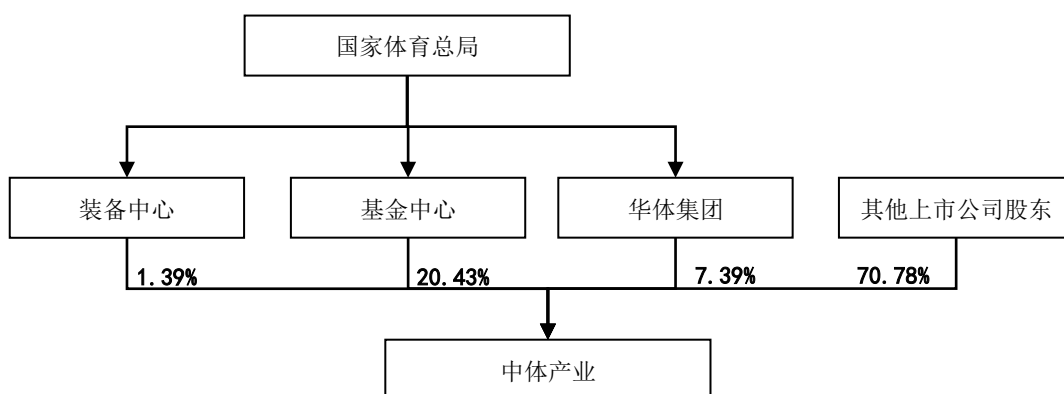 国家体育总局
装备中心
基金中心
华体集团
其他上市公司股东
1.39%
20.43%
7.39%
70.78%
中体产业